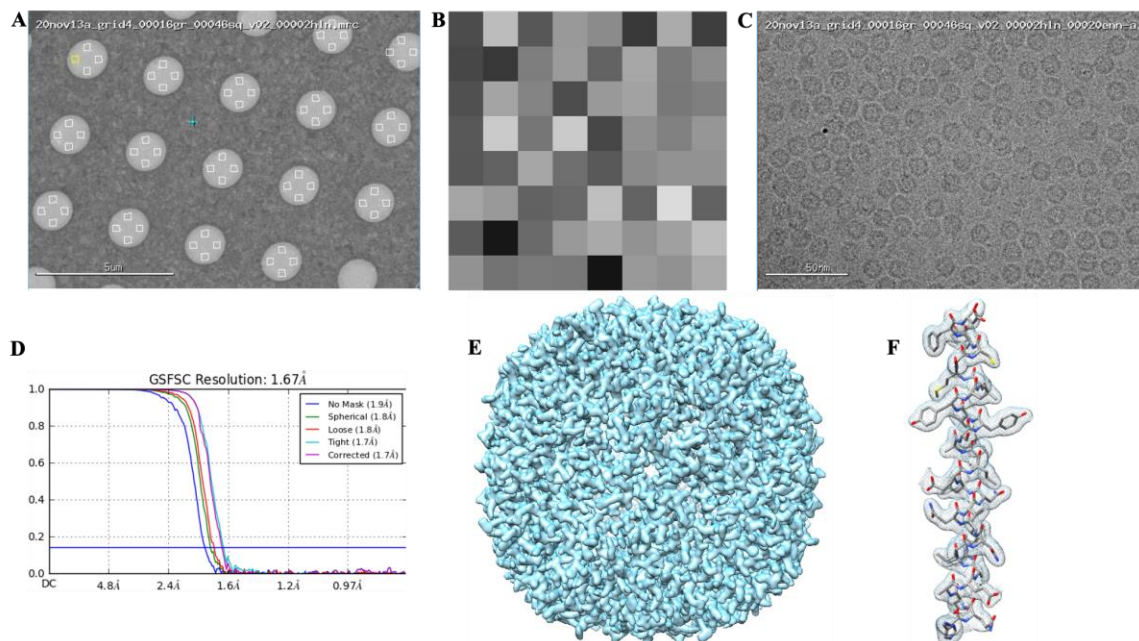 A
20nov13a_grid4_00016gr_00046sq_v02_00002hln.mrc
5um
B
C
20nov13a_grid4_00016gr_00046sq_v02_00002hln_00020enn-a
50nm
D
GSFSC Resolution: 1.67Å
1.0
0.8
0.6
0.4
0.2
0.0
DC
4.8Å
2.4Å
1.6Å
1.2Å
0.97Å
No Mask (1.9Å)
Spherical (1.8Å)
Loose (1.8Å)
Tight (1.7Å)
Corrected (1.7Å)
E
F